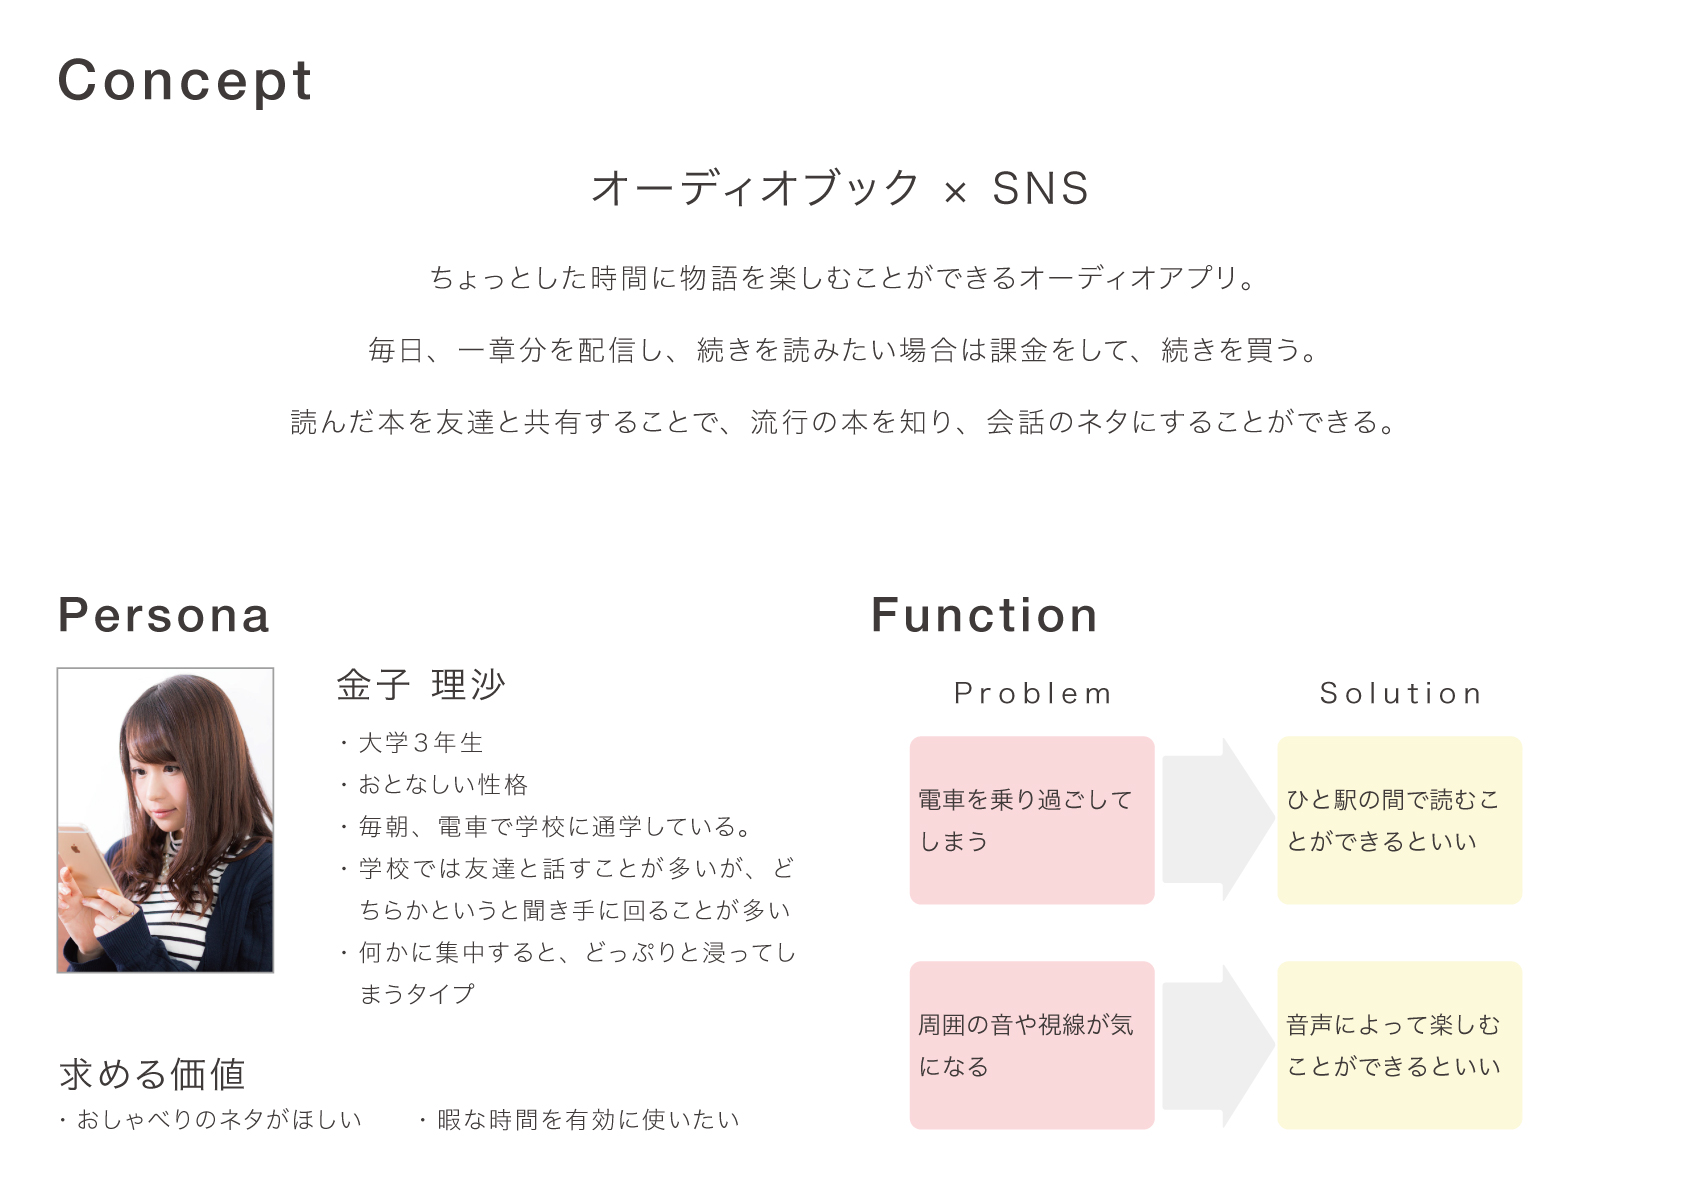 Concept
オーディオブック × SNS
ちょっとした時間に物語を楽しむことができるオーディオアプリ。
毎日、一章分を配信し、続きを読みたい場合は課金をして、続きを買う。
読んだ本を友達と共有することで、流行の本を知り、会話のネタにすることができる。
Persona
金子 理沙
・大学３年生
・おとなしい性格
・毎朝、電車で学校に通学している。
・学校では友達と話すことが多いが、ど
ちらかというと聞き手に回ることが多い
・何かに集中すると、どっぷりと浸ってし
まうタイプ
求める価値
・おしゃべりのネタがほしい
・暇な時間を有効に使いたい
Function
Problem
Solution
電車を乗り過ごして
しまう
ひと駅の間で読むこ
とができるといい
周囲の音や視線が気
になる
音声によって楽しむ
ことができるといい